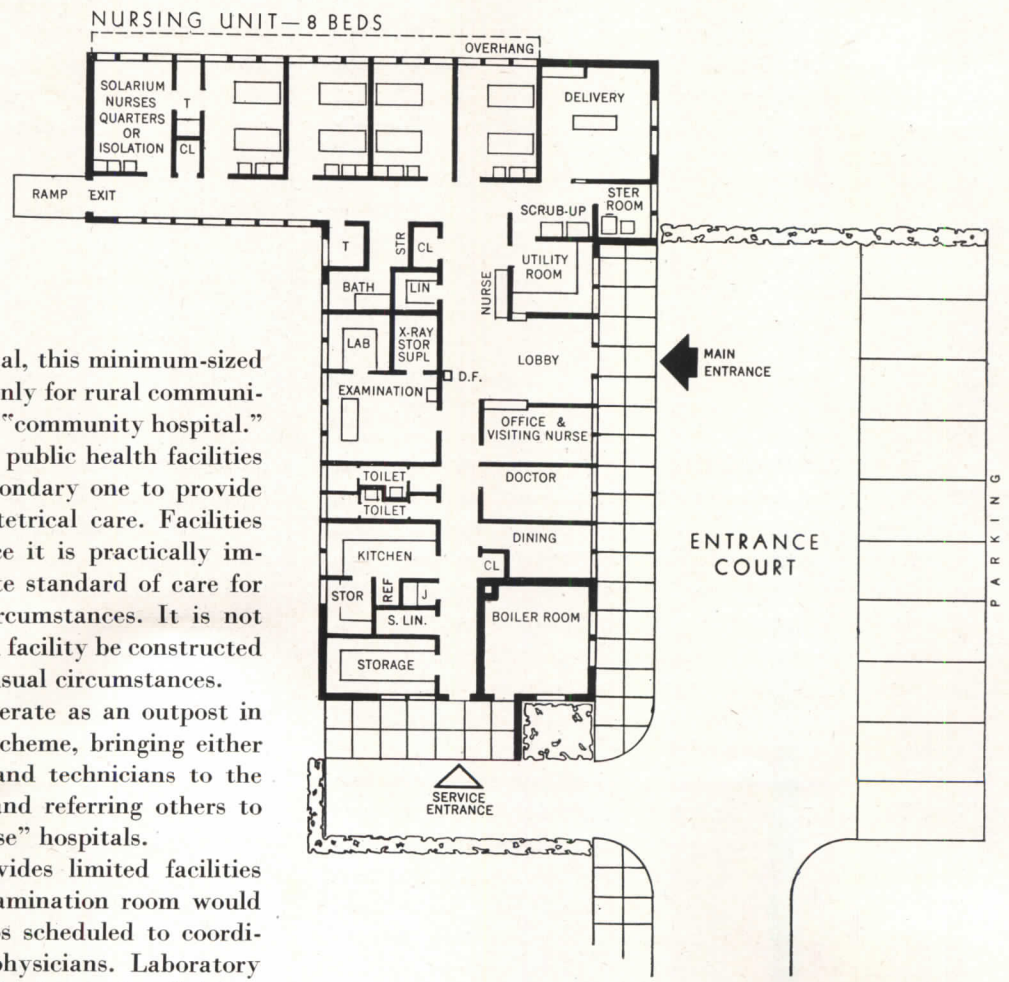 NURSING UNIT—8 BEDS
OVERHANG
SOLARIUM
NURSES
QUARTERS
OR
ISOLATION
T
CL
DELIVERY
RAMP
EXIT
STER
ROOM
SCRUB-UP
T
STR
CL
UTILITY
ROOM
BATH
LIN
NURSE
LAB
X-RAY
STOR
SUPL
LOBBY
MAIN
ENTRANCE
D.F.
EXAMINATION
OFFICE &
VISITING NURSE
TOILET
DOCTOR
TOILET
DINING
KITCHEN
CL
REF
STOR
J
S. LIN.
BOILER ROOM
STORAGE
ENTRANCE
COURT
PARKING
SERVICE
ENTRANCE
al, this minimum-sized
nly for rural communi-
"community hospital."
public health facilities
ondary one to provide
tetrical care. Facilities
ce it is practically im-
te standard of care for
rcumstances. It is not
facility be constructed
sual circumstances.
erate as an outpost in
cheme, bringing either
and technicians to the
and referring others to
se" hospitals.
vides limited facilities
amination room would
s scheduled to coordi-
physicians. Laboratory